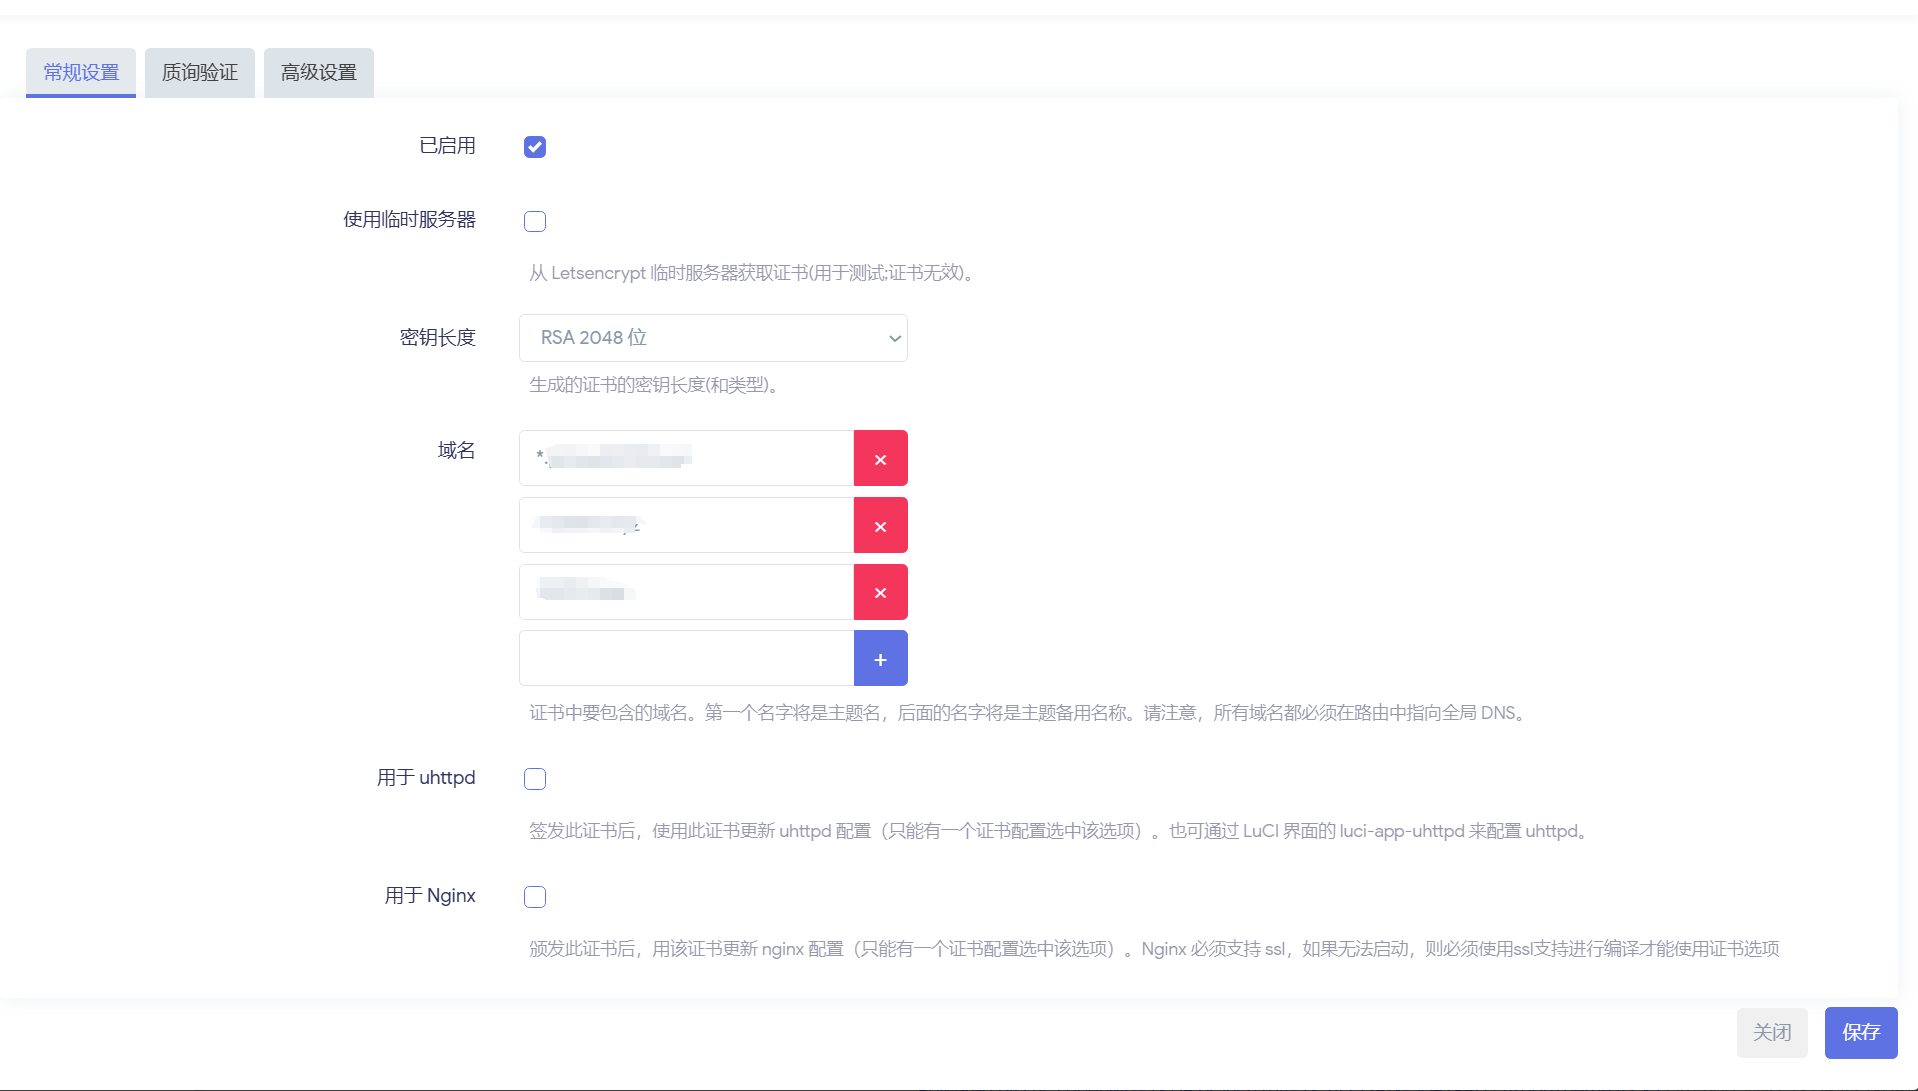 常规设置 质询验证 高级设置
已启用
使用临时服务器
从 Letsencrypt 临时服务器获取证书(用于测试;证书无效)。
密钥长度 RSA 2048 位
生成的证书的密钥长度(和类型)。
域名 *.
证书中要包含的域名。第一个名字将是主题名，后面的名字将是主题备用名称。请注意，所有域名都必须在路由中指向全局 DNS。
用于 uhttpd
签发此证书后，使用此证书更新 uhttpd 配置（只能有一个证书配置选中该选项）。也可通过 LuCI 界面的 luci-app-uhttpd 来配置 uhttpd。
用于 Nginx
颁发此证书后，用该证书更新 nginx 配置（只能有一个证书配置选中该选项）。Nginx 必须支持 ssl，如果无法启动，则必须使用ssl支持进行编译才能使用证书选项
关闭 保存